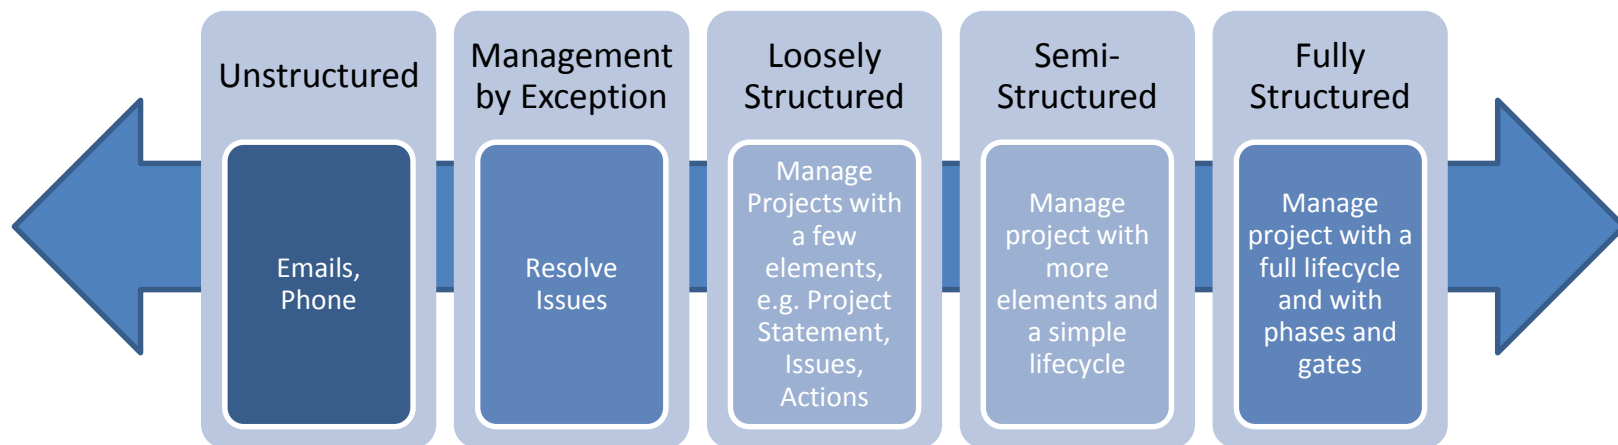 Unstructured
Emails,
Phone
Management
by Exception
Resolve
Issues
Loosely
Structured
Manage
Projects with
a few
elements,
e.g. Project
Statement,
Issues,
Actions
Semi-
Structured
Manage
project with
more
elements and
a simple
lifecycle
Fully
Structured
Manage
project with a
full lifecycle
and with
phases and
gates